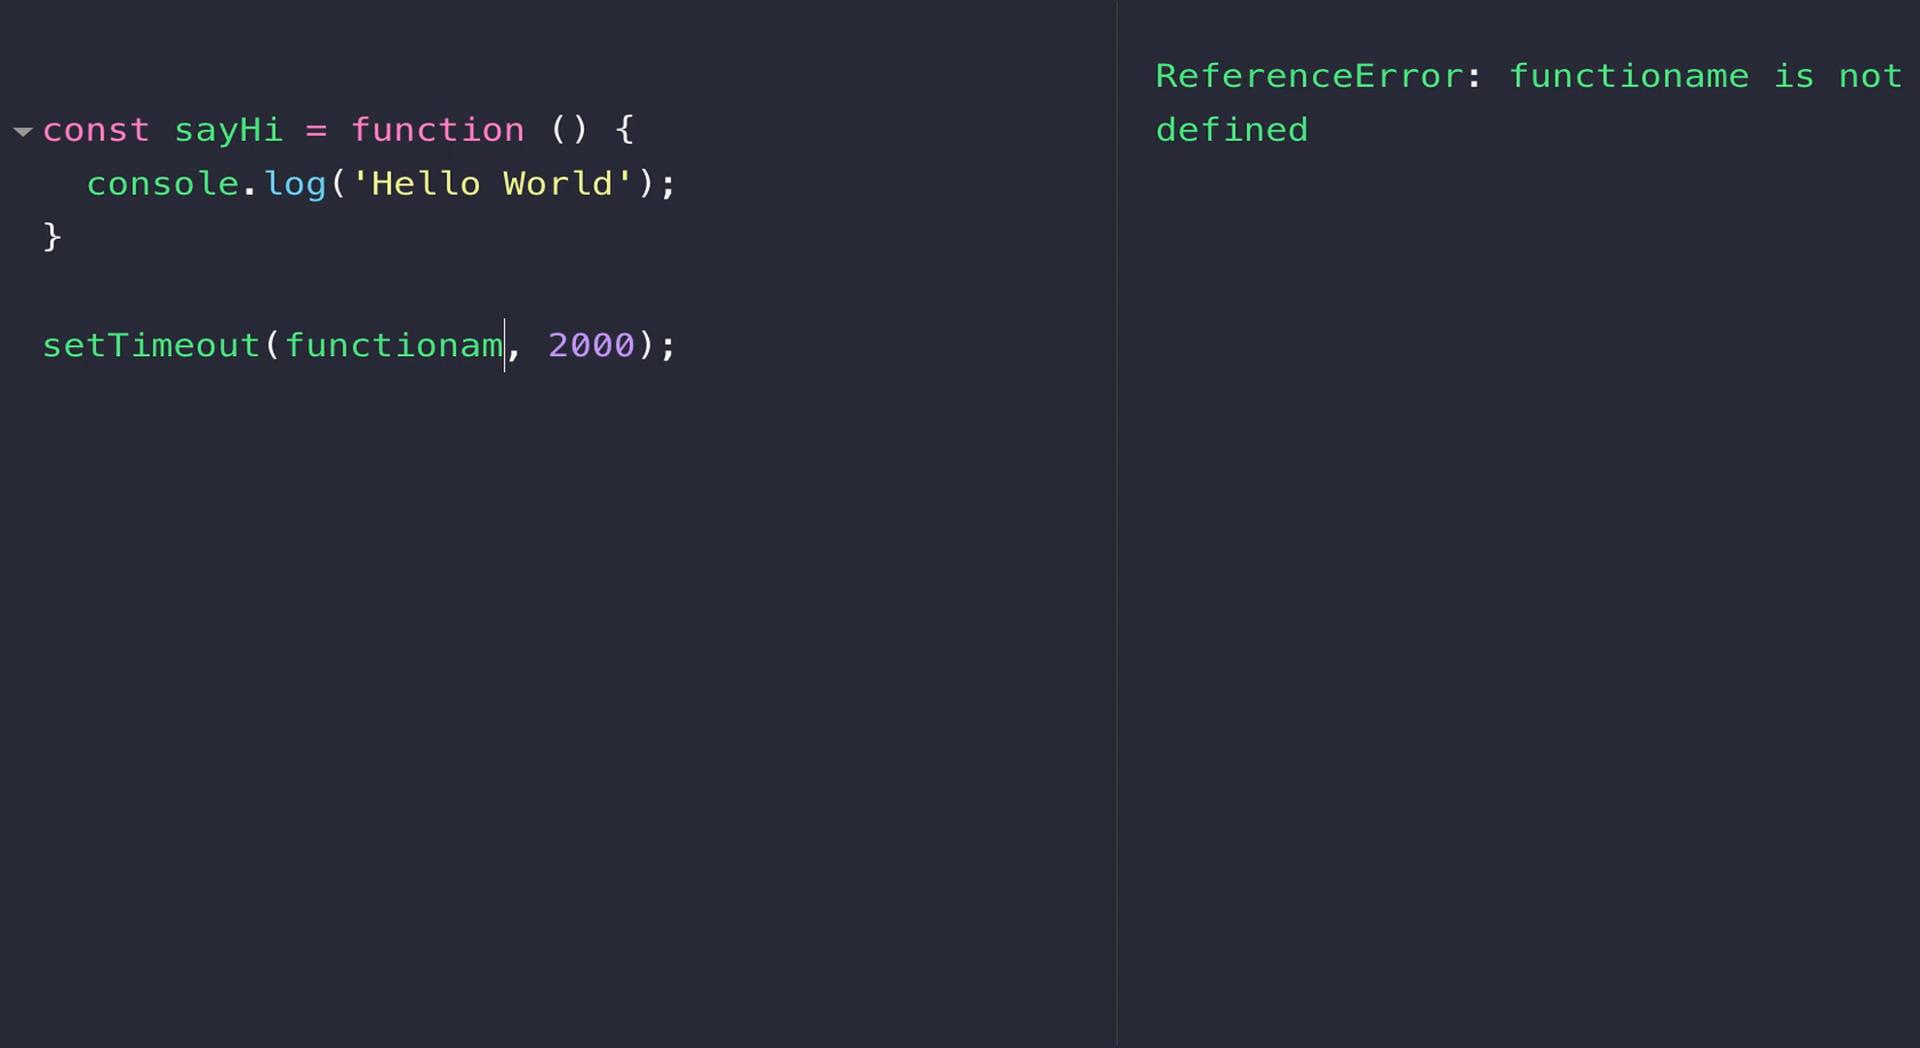 const sayHi = function () {
  console.log('Hello World');
}
setTimeout(functionam, 2000);
ReferenceError: functioname is not
defined